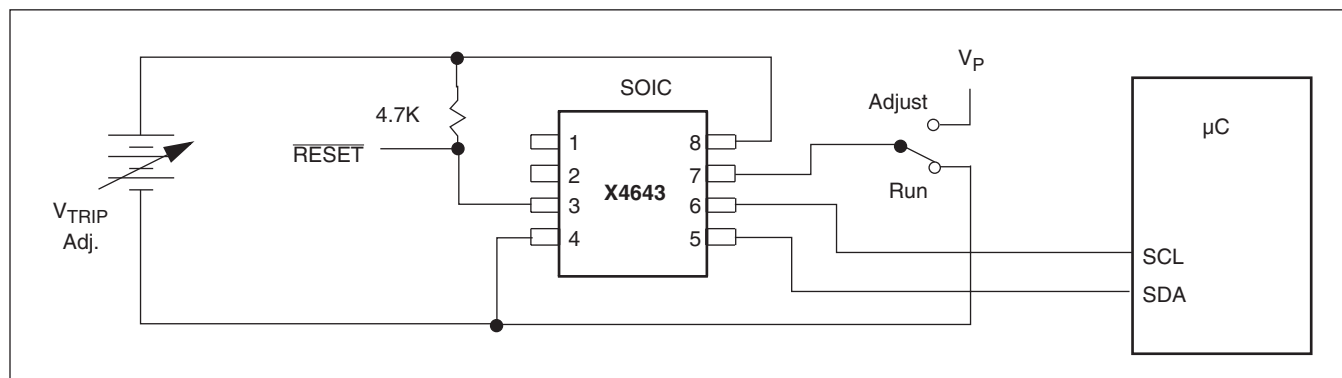 V_P
SOIC
Adjust
µC
4.7K
RESET
1
8
2
7
X4643
Run
3
6
4
5
V_TRIP
Adj.
SCL
SDA